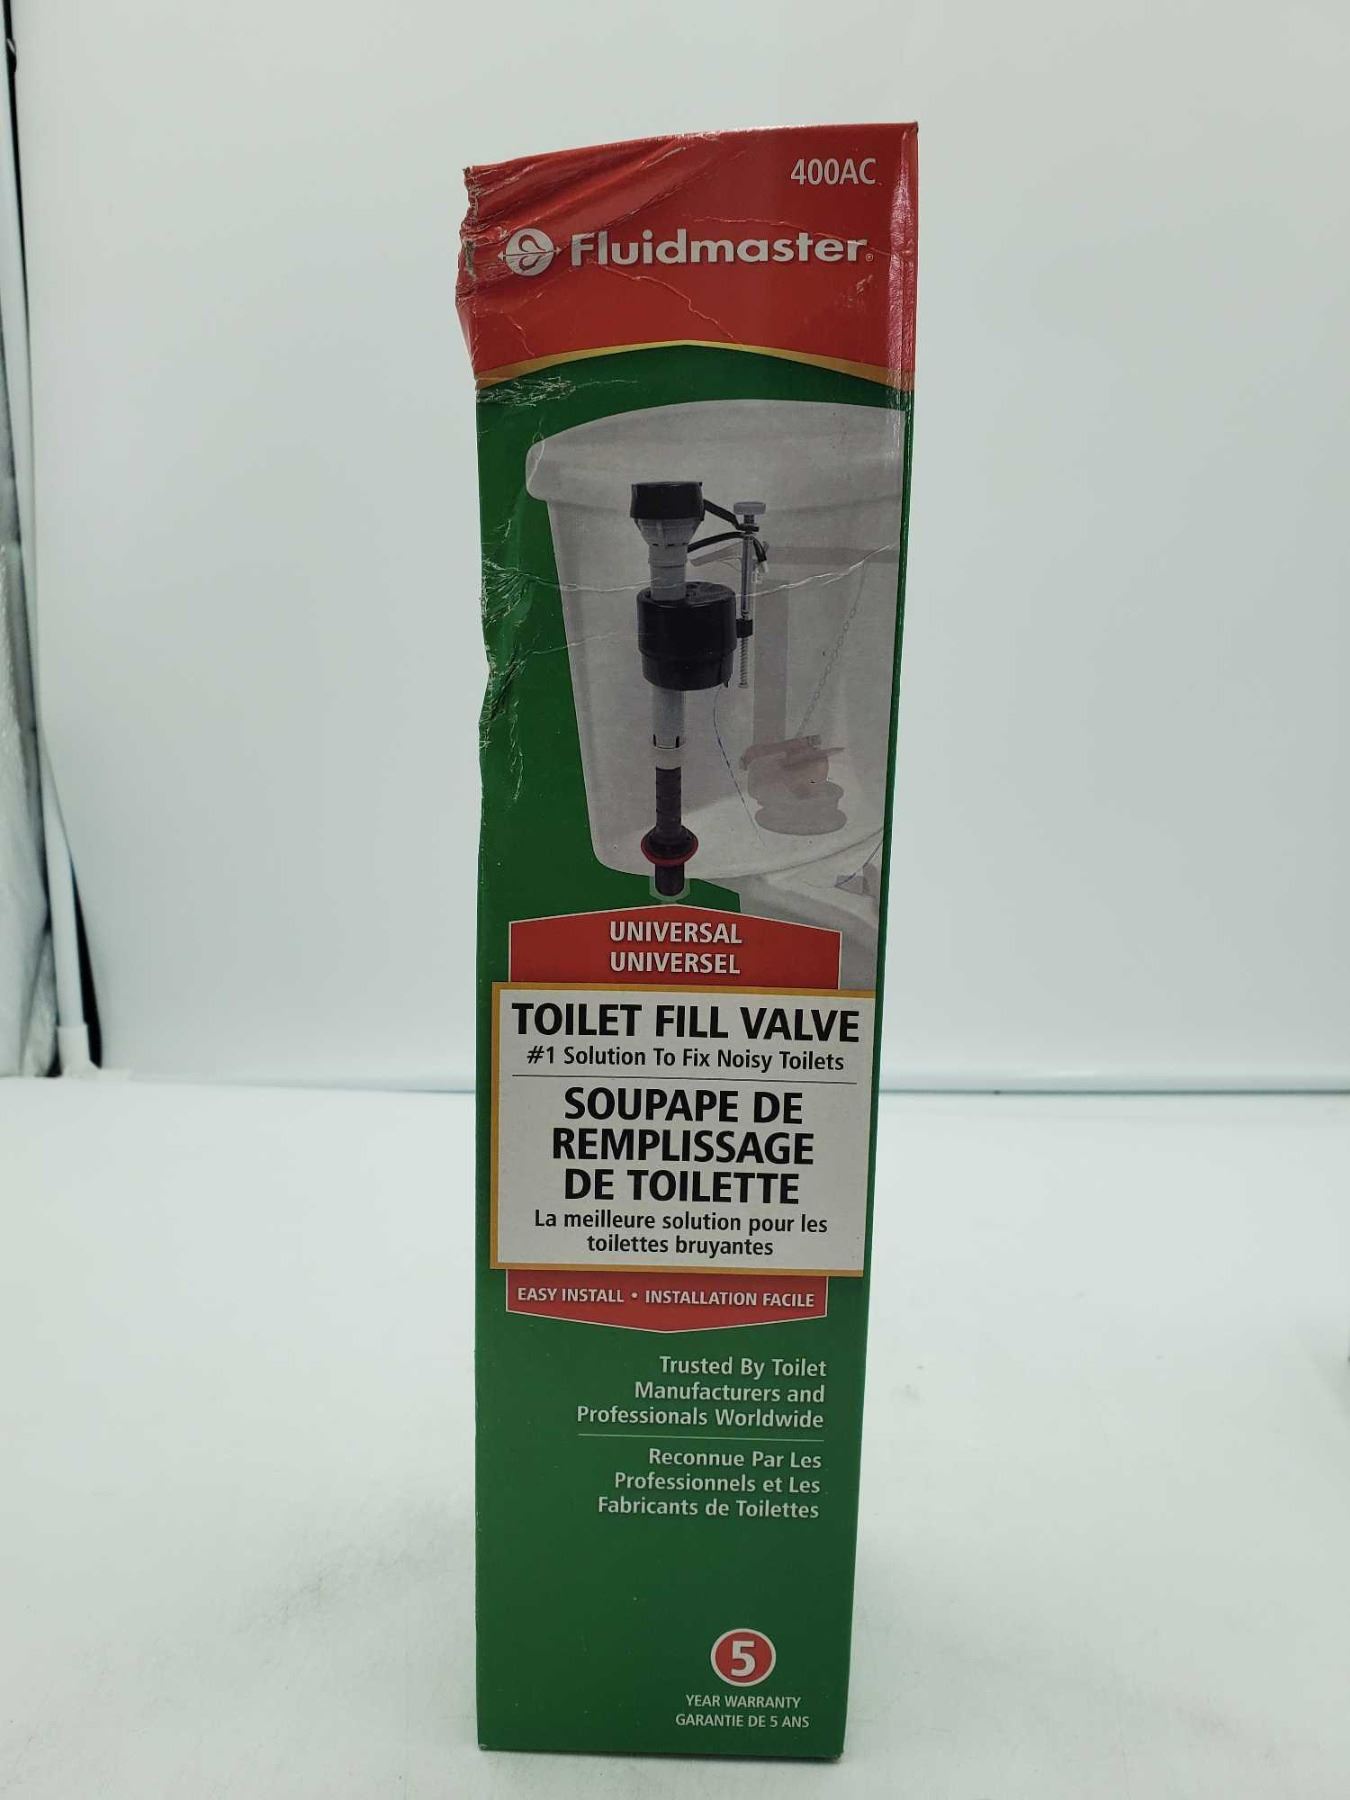 400AC
Fluidmaster®
UNIVERSAL
UNIVERSEL
TOILET FILL VALVE
#1 Solution To Fix Noisy Toilets
SOUPAPE DE
REMPLISSAGE
DE TOILETTE
La meilleure solution pour les
toilettes bruyantes
EASY INSTALL • INSTALLATION FACILE
Trusted By Toilet
Manufacturers and
Professionals Worldwide
Reconnue Par Les
Professionnels et Les
Fabricants de Toilettes
5
YEAR WARRANTY
GARANTIE DE 5 ANS